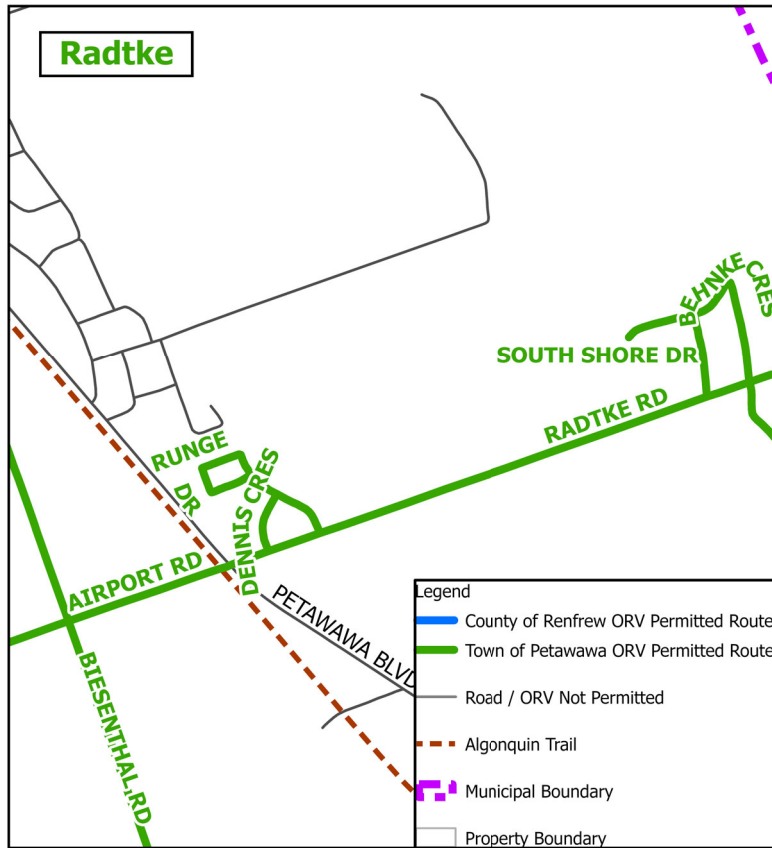 Radtke
BEHNKE CRES
SOUTH SHORE DR
RADTKE RD
RUNGE DR
DENNIS CRES
AIRPORT RD
PETAWAWA BLVD
BIESENTHAL RD
Legend
County of Renfrew ORV Permitted Route
Town of Petawawa ORV Permitted Route
Road / ORV Not Permitted
Algonquin Trail
Municipal Boundary
Property Boundary